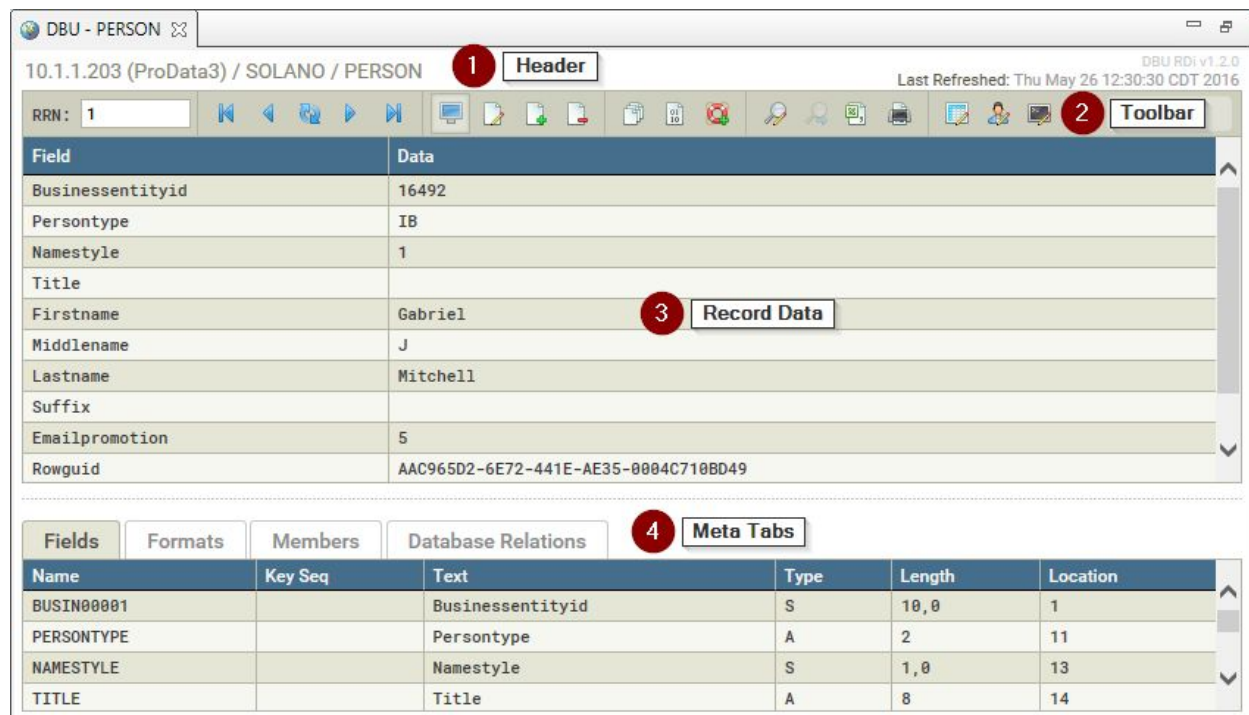 DBU - PERSON
10.1.1.203 (ProData3) / SOLANO / PERSON
1 Header
DBU RDi v1.2.0
Last Refreshed: Thu May 26 12:30:30 CDT 2016
RRN: 1
2 Toolbar
Field Data
Businessentityid 16492
Persontype IB
Namestyle 1
Title
Firstname Gabriel
3 Record Data
Middlename J
Lastname Mitchell
Suffix
Emailpromotion 5
Rowguid AAC965D2-6E72-441E-AE35-0004C710BD49
Fields Formats Members Database Relations
4 Meta Tabs
Name Key Seq Text Type Length Location
BUSIN00001 Businessentityid S 10,0 1
PERSONTYPE Persontype A 2 11
NAMESTYLE Namestyle S 1,0 13
TITLE Title A 8 14